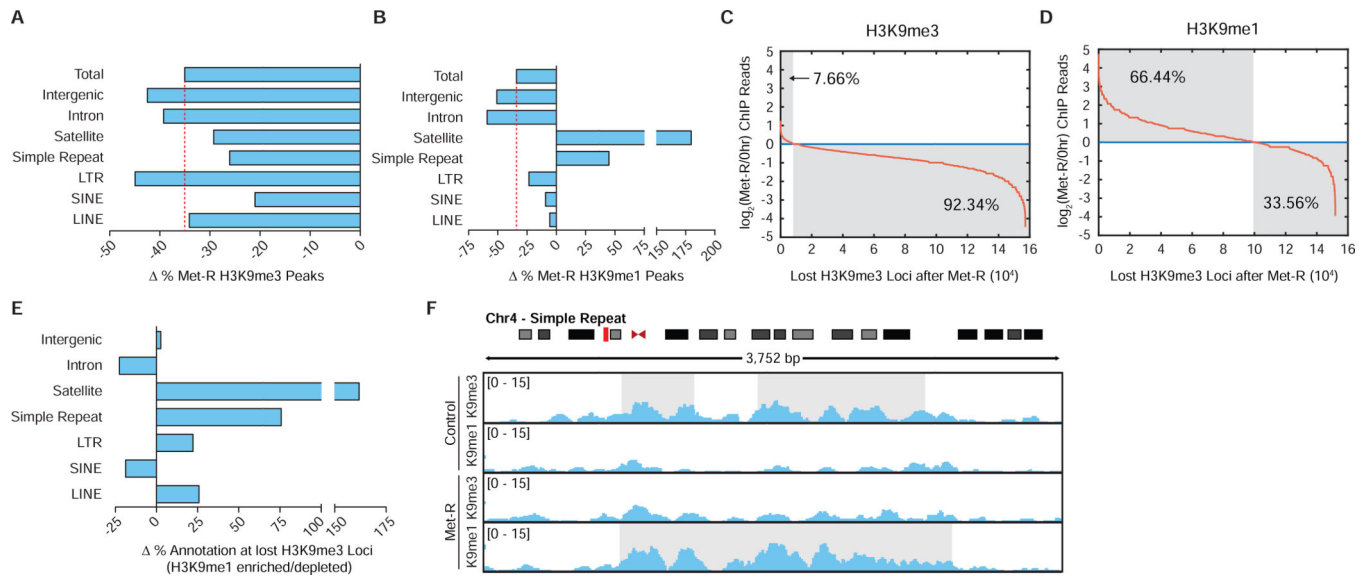 A
Total
Intergenic
Intron
Satellite
Simple Repeat
LTR
SINE
LINE
-50 -40 -30 -20 -10 0
Δ % Met-R H3K9me3 Peaks
B
Total
Intergenic
Intron
Satellite
Simple Repeat
LTR
SINE
LINE
-75 -50 -25 0 25 50 75 150 175 200
Δ % Met-R H3K9me1 Peaks
C
H3K9me3
log2(Met-R/0hr) ChIP Reads
5
4
3
2
1
0
-1
-2
-3
-4
-5
7.66%
92.34%
0 2 4 6 8 10 12 14 16
Lost H3K9me3 Loci after Met-R (10⁴)
D
H3K9me1
log2(Met-R/0hr) ChIP Reads
5
4
3
2
1
0
-1
-2
-3
-4
-5
66.44%
33.56%
0 2 4 6 8 10 12 14 16
Lost H3K9me3 Loci after Met-R (10⁴)
E
Intergenic
Intron
Satellite
Simple Repeat
LTR
SINE
LINE
-25 0 25 50 75 100 150 175
Δ % Annotation at lost H3K9me3 Loci
(H3K9me1 enriched/depleted)
F
Chr4 - Simple Repeat
3,752 bp
Control
K9me3
[0 - 15]
K9me1
[0 - 15]
Met-R
K9me3
[0 - 15]
K9me1
[0 - 15]